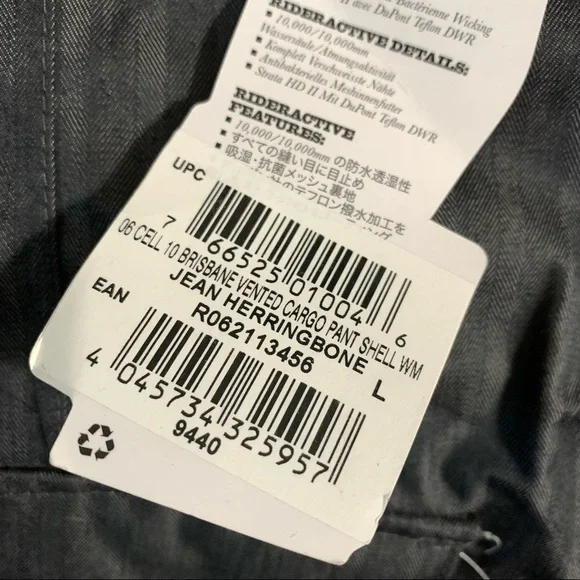 Bactérienne Wicking
II avec DuPont Teflon DWR
RIDERACTIVE DETAILS:
▪ 10,000/10,000mm
Wassersäule/Atmungsaktivität
▪ Komplett Verschweisste Nähte
▪ Antibakterielles Meshinnenfutter
▪ Strata HD II Mit DuPont Teflon DWR
RIDERACTIVE
FEATURES:
▪ 10,000/10,000mm の防水透湿性
▪ すべての縫い目に目止め
▪ 吸湿・抗菌メッシュ裏地
のテフロン撥水加工を
UPC
7 66525 01004 6
06 CELL 10 BRISBANE VENTED CARGO PANT SHELL WM
JEAN HERRINGBONE L
R062113456
EAN
4 045734 325957
9440